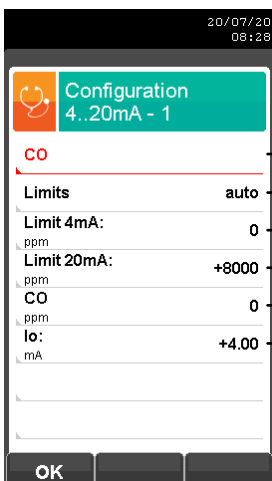 20/07/20
08:28
Configuration
4..20mA - 1
CO
Limits auto
Limit 4mA: 0
ppm
Limit 20mA: +8000
ppm
CO 0
ppm
Io: +4.00
mA
OK